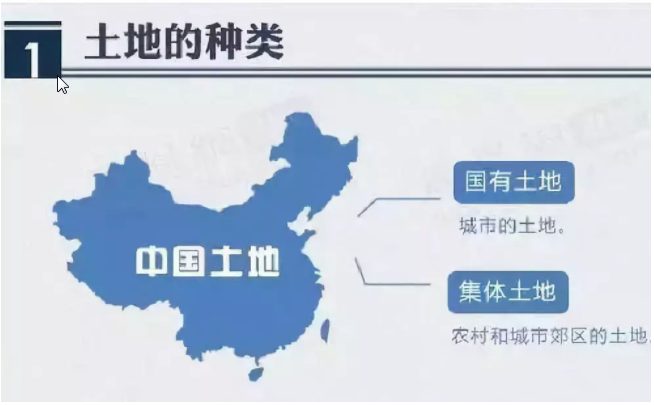 1
土地的种类
中国土地
国有土地
城市的土地。
集体土地
农村和城市郊区的土地